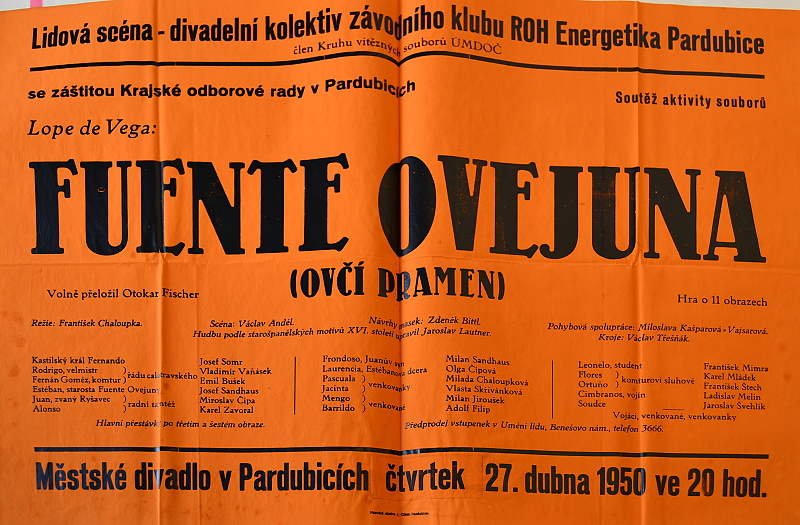 Lidová scéna - divadelní kolektiv závodního klubu ROH Energetika Pardubice
člen Kruhu vítězných souborů ÚMDOČ
se záštitou Krajské odborové rady v Pardubicích
Soutěž aktivity souborů
Lope de Vega:
FUENTE OVEJUNA
(OVČÍ PRAMEN)
Volně přeložil Otokar Fischer
Hra o 11 obrazech
Režie: František Chaloupka.
Scéna: Václav Anděl.
Návrhy masek: Zdeněk Bittl.
Pohybová spolupráce: Miloslava Kašparová-Vajsarová.
Hudbu podle starošpanělských motivů XVI. století upravil Jaroslav Lautner.
Kroje: Václav Třešňák.
Kastilský král Fernando
Rodrigo, velmistr
Fernán Goméz, komtur
} řádu calatravského
Estéban, starosta Fuente Ovejuny
Juan, zvaný Ryšavec
Alonso
} radní tamtéž
Josef Somr
Vladimír Vaňásek
Emil Bušek
Josef Sandhaus
Miroslav Čipa
Karel Zavoral
Frondoso, Juanův syn
Laurencia, Estébanova dcera
Pascuala
Jacinta
} venkovanky
Mengo
Barrildo
} venkované
Milan Sandhaus
Olga Čipová
Milada Chaloupková
Vlasta Skřivánková
Milan Jiroušek
Adolf Filip
Leonelo, student
Flores
Ortuño
} komturovi sluhové
Cimbranos, vojín
Soudce
František Mimra
Karel Mládek
František Štech
Ladislav Melin
Jaroslav Švehlík
Vojáci, venkované, venkovanky
Hlavní přestávka po třetím a šestém obraze.
Předprodej vstupenek v Umění lidu, Benešovo nám., telefon 3666.
Městské divadlo v Pardubicích čtvrtek 27. dubna 1950 ve 20 hod.